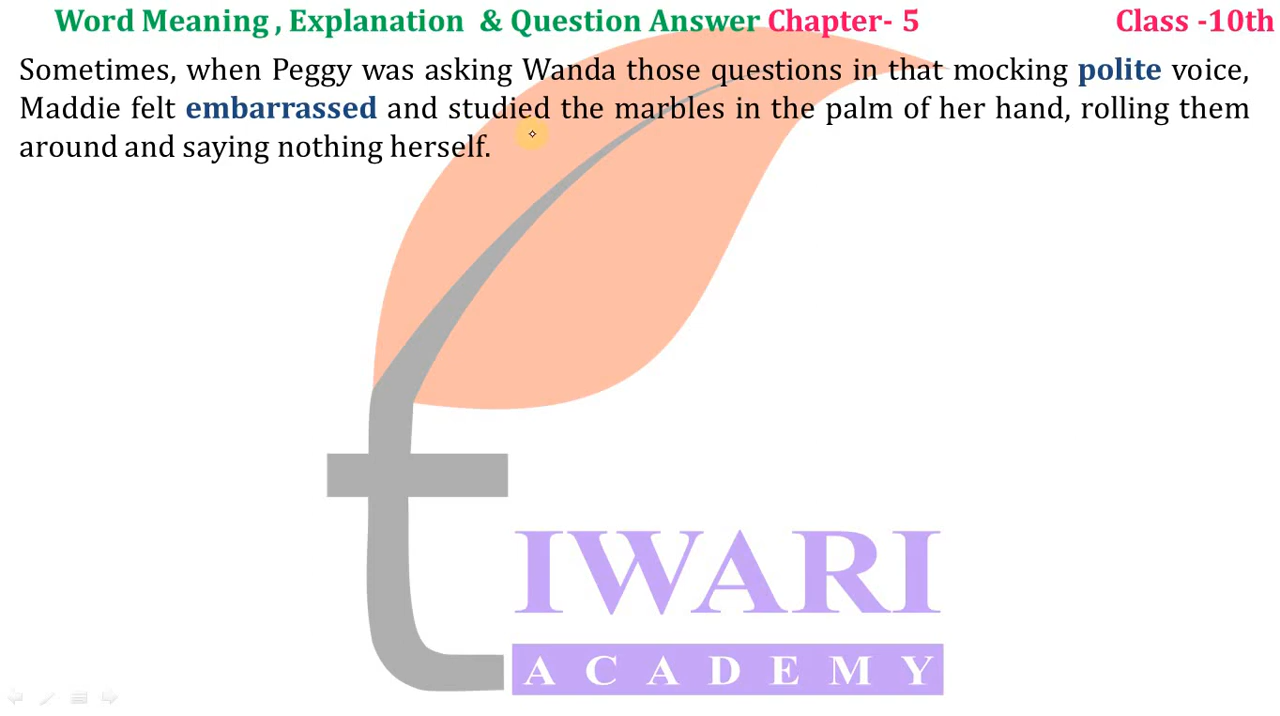 Word Meaning , Explanation & Question Answer Chapter- 5 Class -10th
Sometimes, when Peggy was asking Wanda those questions in that mocking polite voice,
Maddie felt embarrassed and studied the marbles in the palm of her hand, rolling them
around and saying nothing herself.
tIWARI
ACADEMY